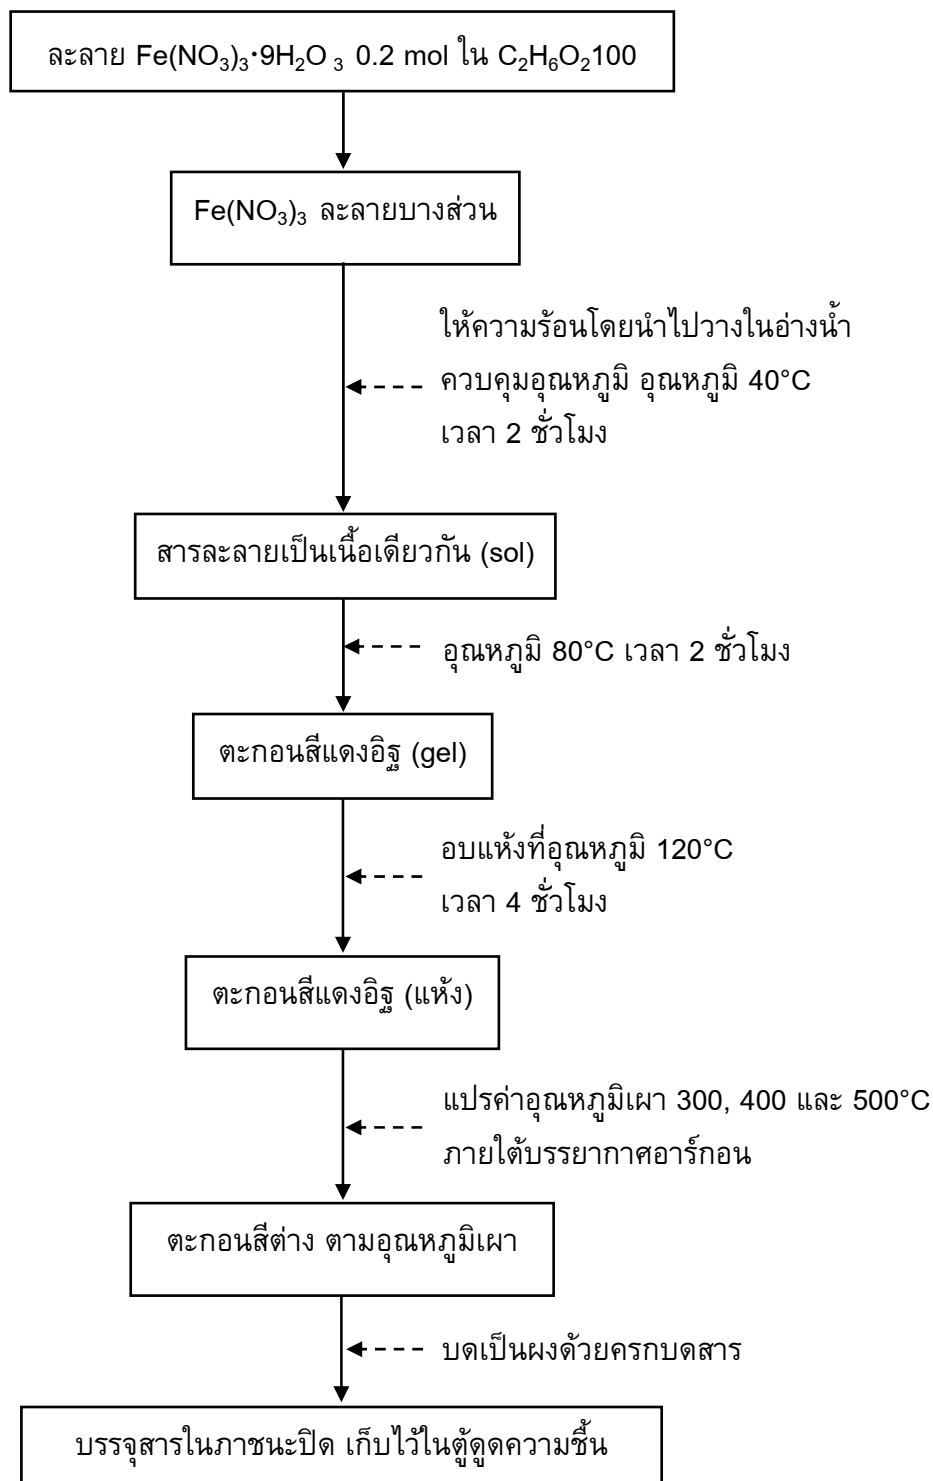 ละลาย Fe(NO₃)₃·9H₂O ₃ 0.2 mol ใน C₂H₆O₂100
Fe(NO₃)₃ ละลายบางส่วน
ให้ความร้อนโดยนำไปวางในอ่างน้ำ
ควบคุมอุณหภูมิ อุณหภูมิ 40°C
เวลา 2 ชั่วโมง
สารละลายเป็นเนื้อเดียวกัน (sol)
อุณหภูมิ 80°C เวลา 2 ชั่วโมง
ตะกอนสีแดงอิฐ (gel)
อบแห้งที่อุณหภูมิ 120°C
เวลา 4 ชั่วโมง
ตะกอนสีแดงอิฐ (แห้ง)
แปรค่าอุณหภูมิเผา 300, 400 และ 500°C
ภายใต้บรรยากาศอาร์กอน
ตะกอนสีต่าง ตามอุณหภูมิเผา
บดเป็นผงด้วยครกบดสาร
บรรจุสารในภาชนะปิด เก็บไว้ในตู้ดูดความชื้น